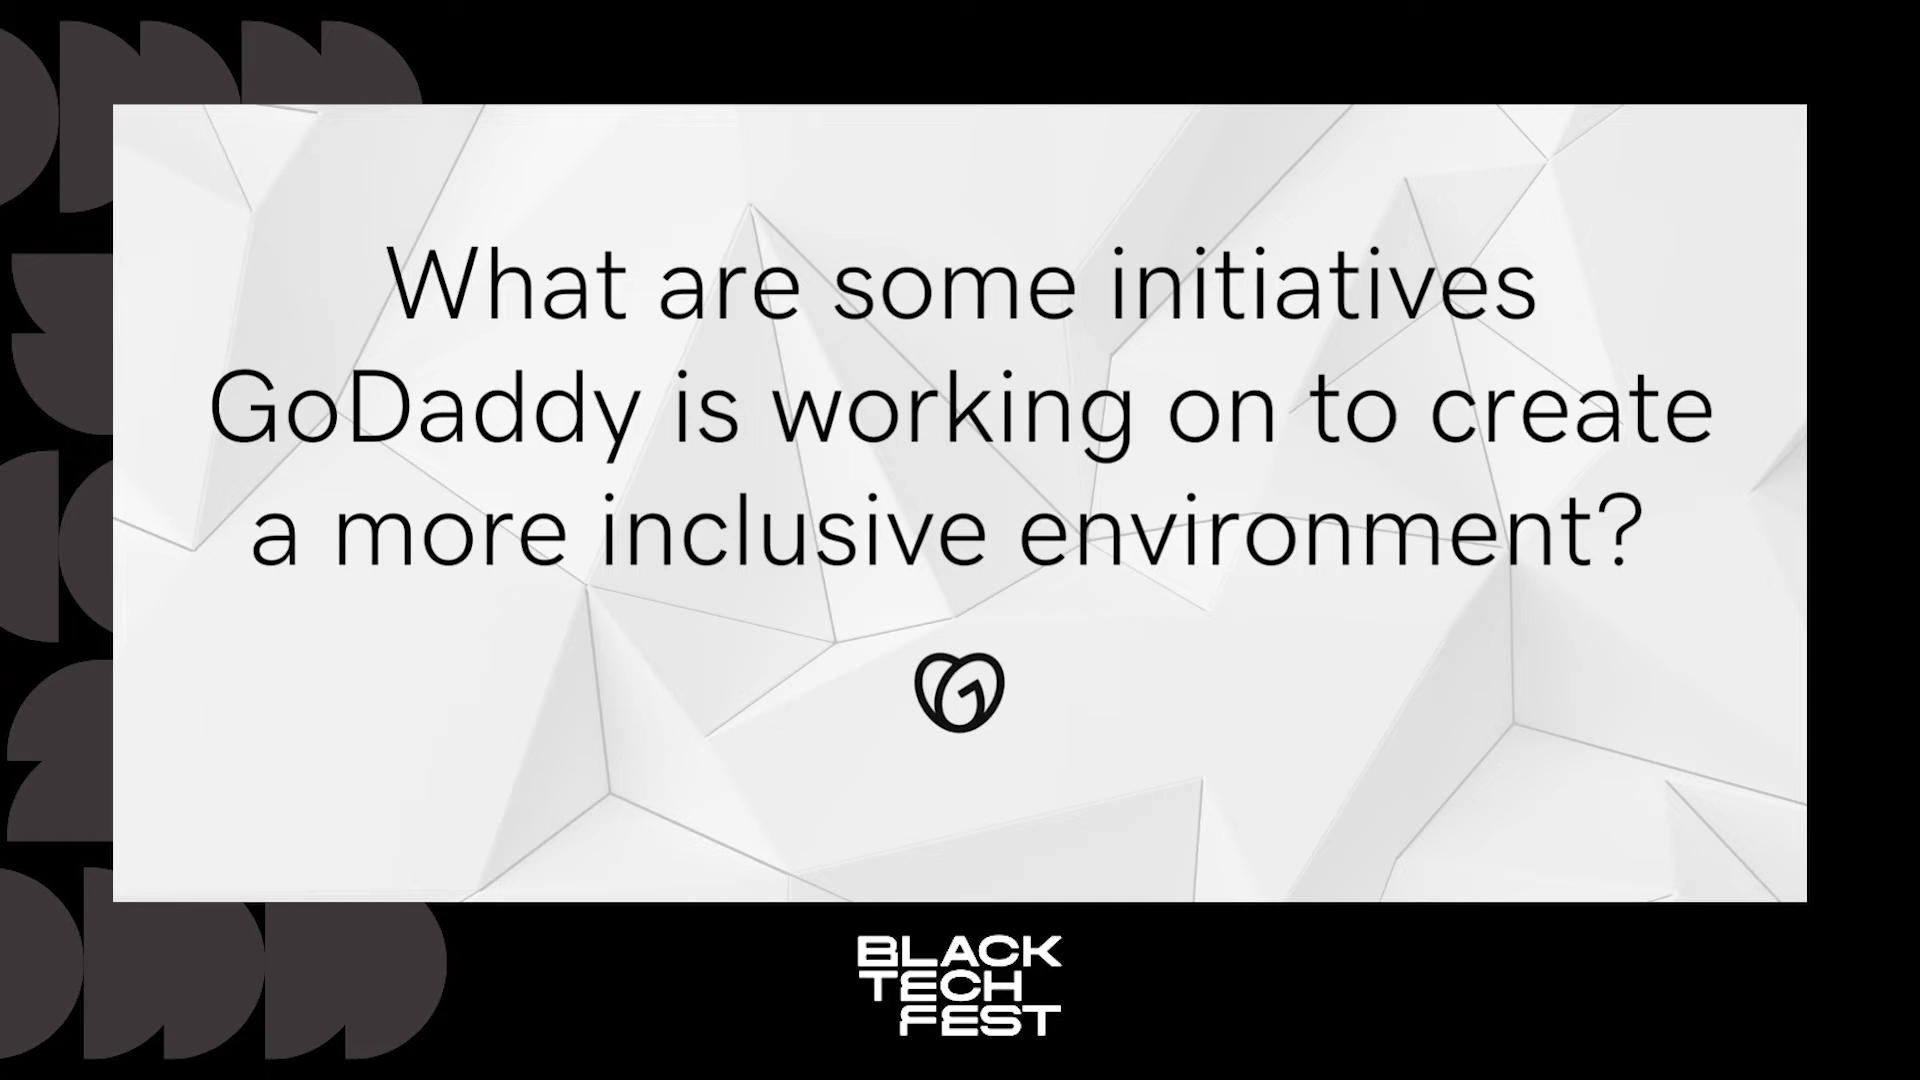 What are some initiatives
GoDaddy is working on to create
a more inclusive environment?
BLACK
TECH
FEST